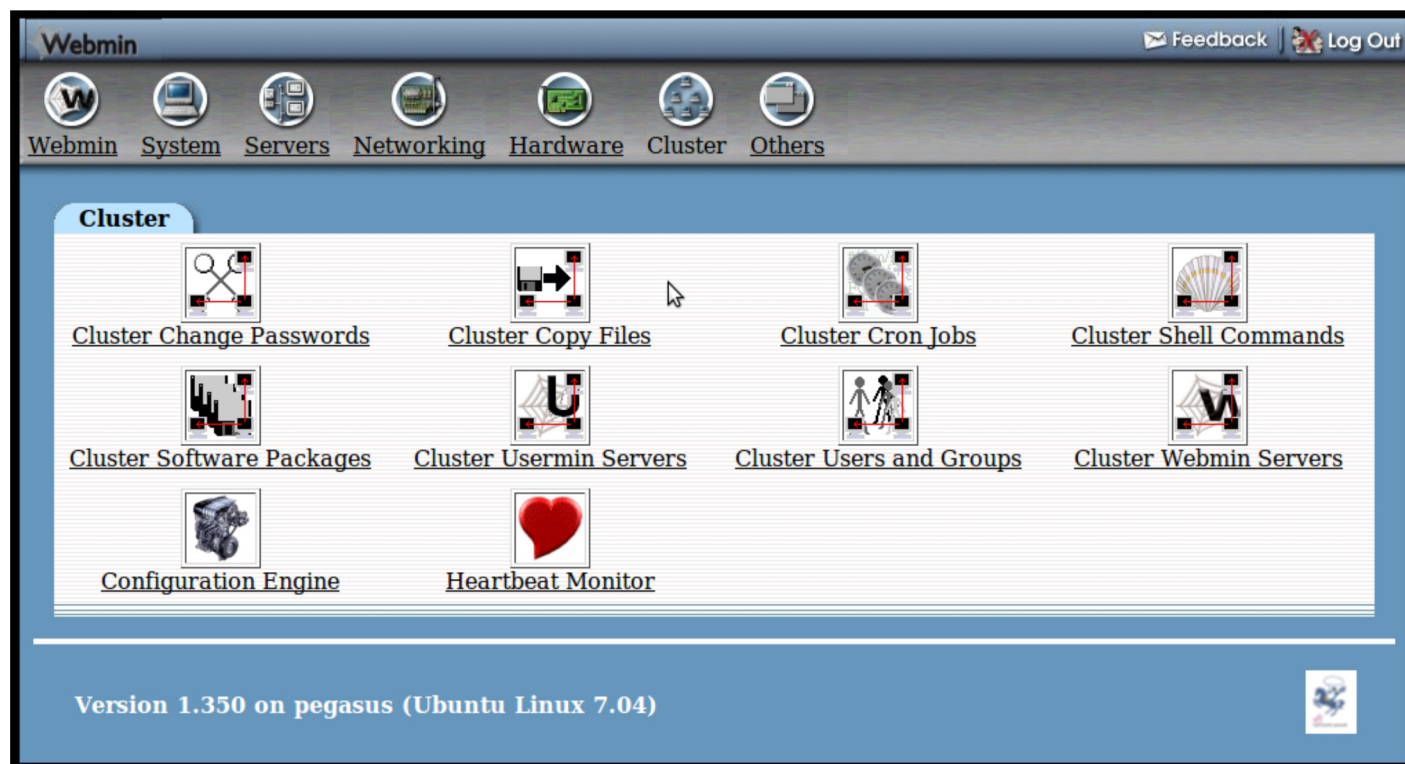 Webmin
Feedback Log Out
Webmin System Servers Networking Hardware Cluster Others
Cluster
Cluster Change Passwords Cluster Copy Files Cluster Cron Jobs Cluster Shell Commands
Cluster Software Packages Cluster Usermin Servers Cluster Users and Groups Cluster Webmin Servers
Configuration Engine Heartbeat Monitor
Version 1.350 on pegasus (Ubuntu Linux 7.04)